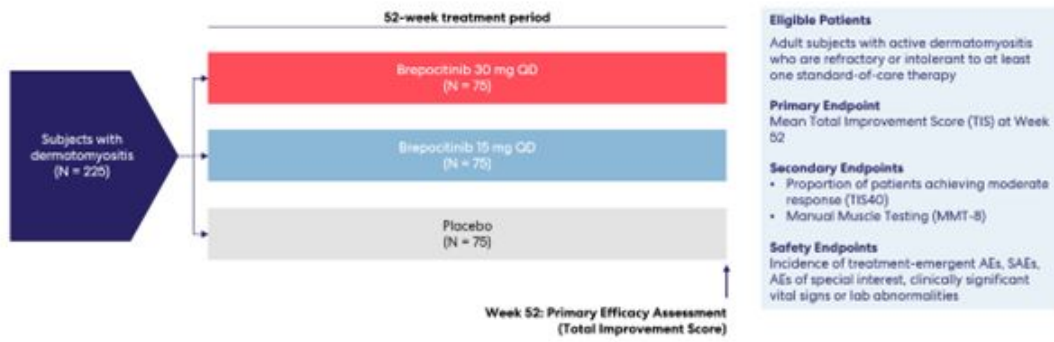 52-week treatment period
Subjects with
dermatomyositis
(N = 225)
Brepocitinib 30 mg QD
(N = 75)
Brepocitinib 15 mg QD
(N = 75)
Placebo
(N = 75)
Week 52: Primary Efficacy Assessment
(Total Improvement Score)
Eligible Patients
Adult subjects with active dermatomyositis
who are refractory or intolerant to at least
one standard-of-care therapy
Primary Endpoint
Mean Total Improvement Score (TIS) at Week
52
Secondary Endpoints
• Proportion of patients achieving moderate
response (TIS40)
• Manual Muscle Testing (MMT-8)
Safety Endpoints
Incidence of treatment-emergent AEs, SAEs,
AEs of special interest, clinically significant
vital signs or lab abnormalities